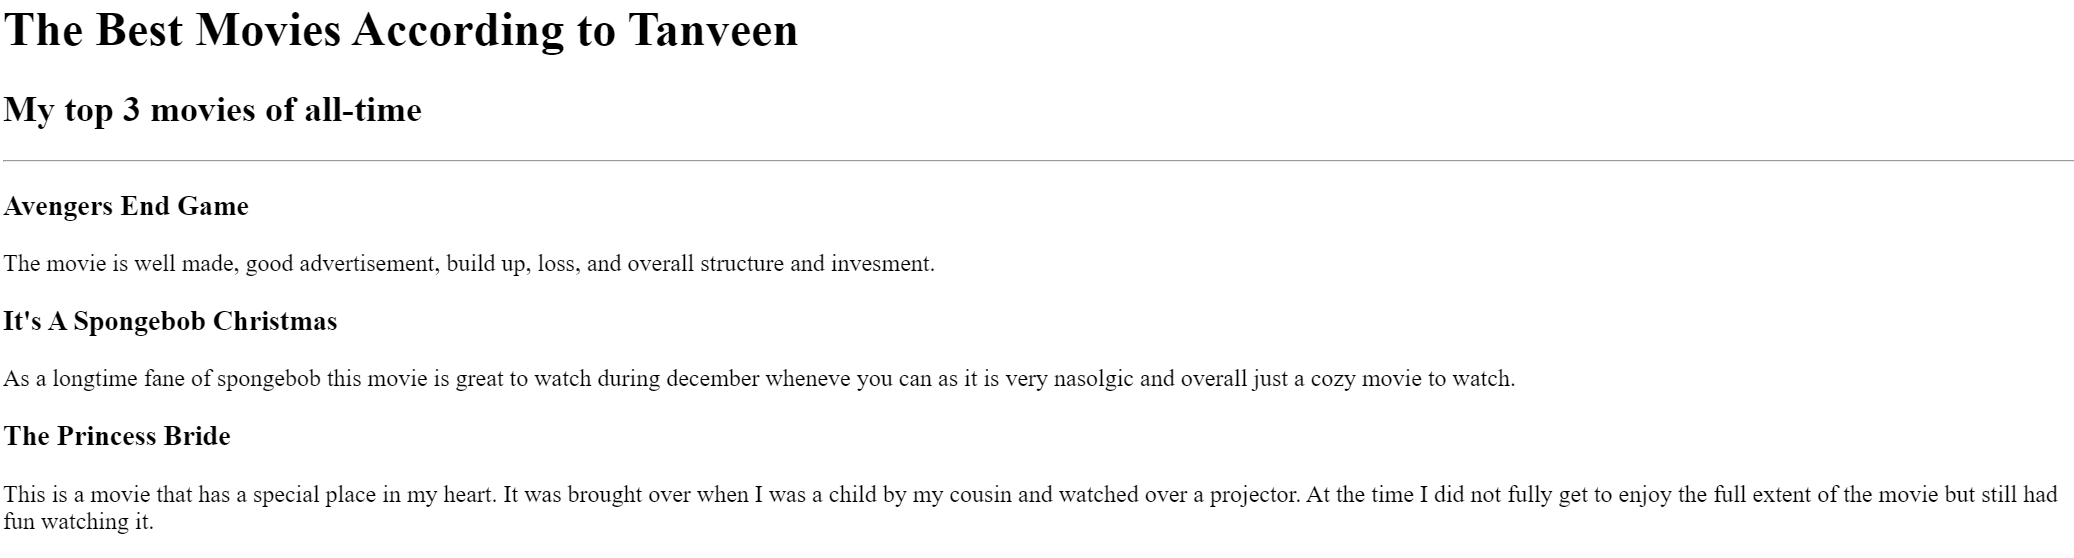 The Best Movies According to Tanveen
My top 3 movies of all-time
Avengers End Game
The movie is well made, good advertisement, build up, loss, and overall structure and invesment.
It's A Spongebob Christmas
As a longtime fane of spongebob this movie is great to watch during december wheneve you can as it is very nasolgic and overall just a cozy movie to watch.
The Princess Bride
This is a movie that has a special place in my heart. It was brought over when I was a child by my cousin and watched over a projector. At the time I did not fully get to enjoy the full extent of the movie but still had
fun watching it.